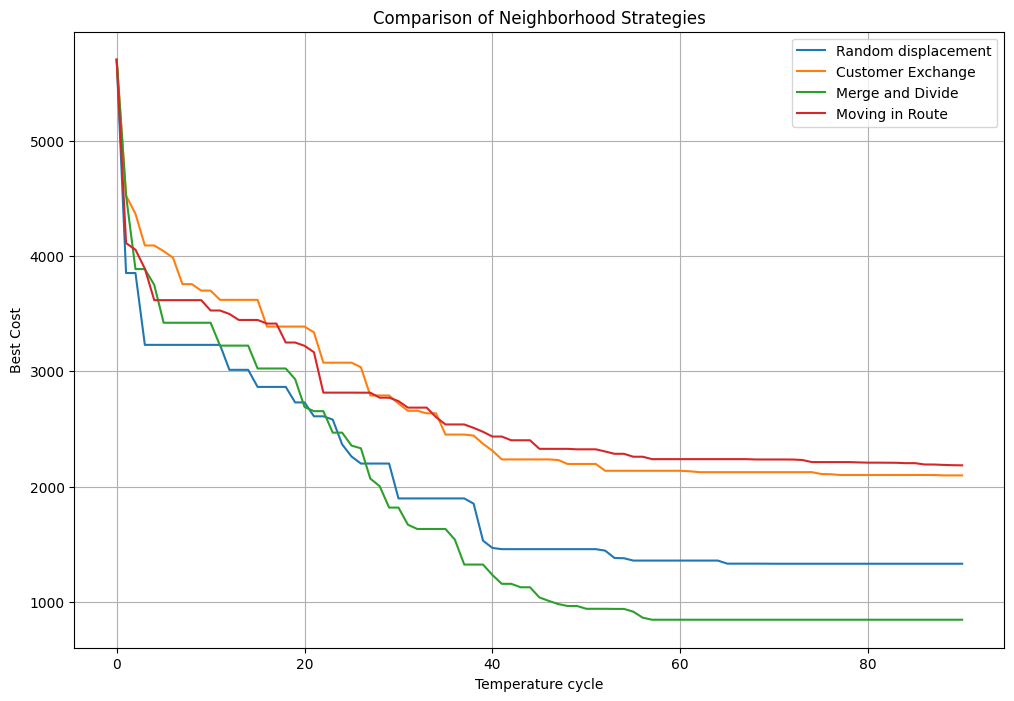 Comparison of Neighborhood Strategies
Random displacement
Customer Exchange
Merge and Divide
Moving in Route
Best Cost
5000
4000
3000
2000
1000
0 20 40 60 80
Temperature cycle